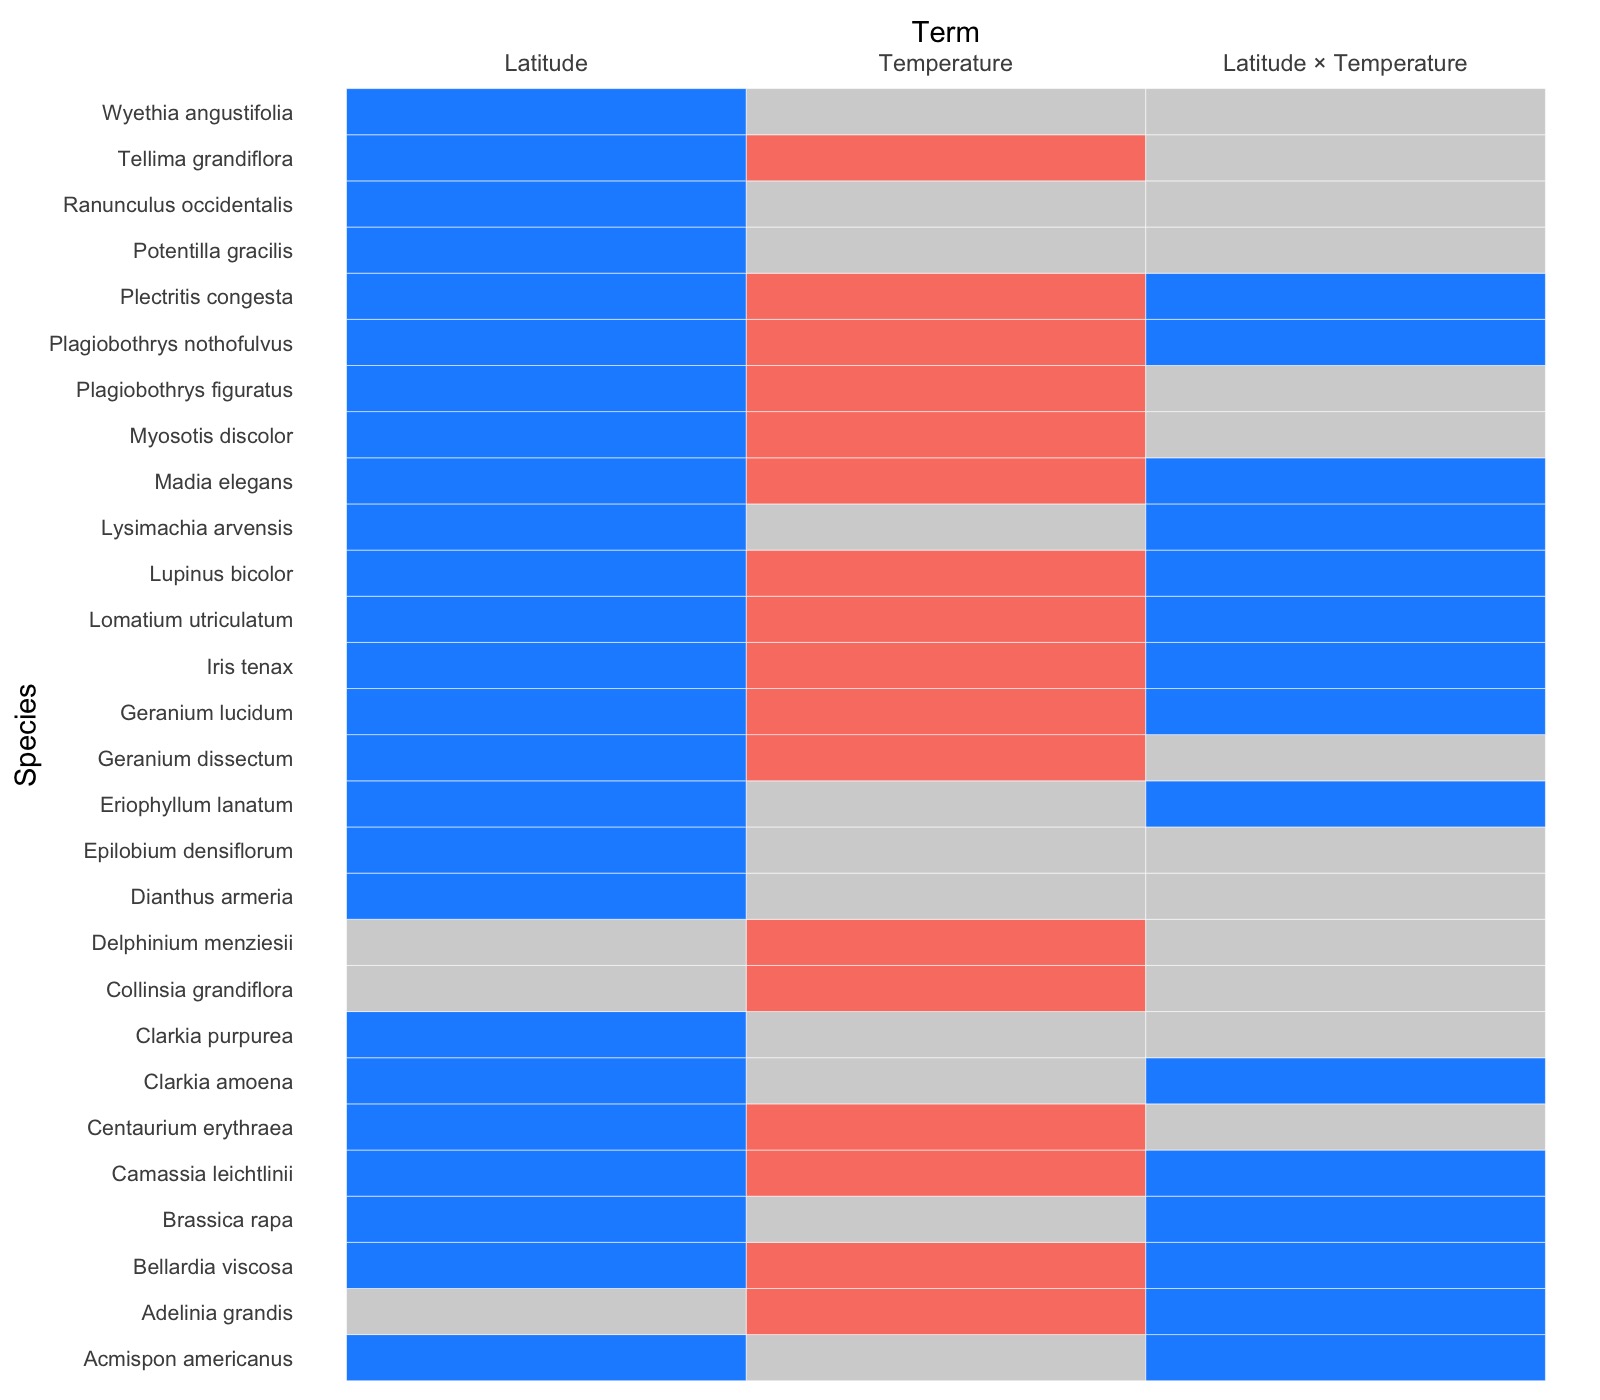 Term
Latitude Temperature Latitude × Temperature
Wyethia angustifolia
Tellima grandiflora
Ranunculus occidentalis
Potentilla gracilis
Plectritis congesta
Plagiobothrys nothofulvus
Plagiobothrys figuratus
Myosotis discolor
Madia elegans
Lysimachia arvensis
Lupinus bicolor
Lomatium utriculatum
Iris tenax
Geranium lucidum
Geranium dissectum
Eriophyllum lanatum
Epilobium densiflorum
Dianthus armeria
Delphinium menziesii
Collinsia grandiflora
Clarkia purpurea
Clarkia amoena
Centaurium erythraea
Camassia leichtlinii
Brassica rapa
Bellardia viscosa
Adelinia grandis
Acmispon americanus
Species